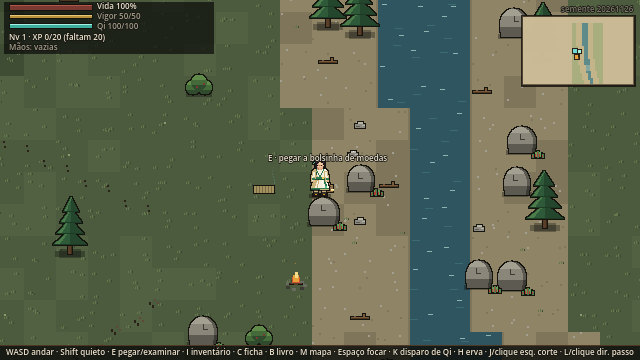 Vida 100%
Vigor 50/50
Qi 100/100
Nv 1 · XP 0/20 (faltam 20)
Mãos: vazias
semente 20261126
E · pegar a bolsinha de moedas
WASD andar · Shift quieto · E pegar/examinar · I inventário · C ficha · B livro · M mapa · Espaço focar · K disparo de Qi · H erva · J/clique esq. corte · L/clique dir. passo